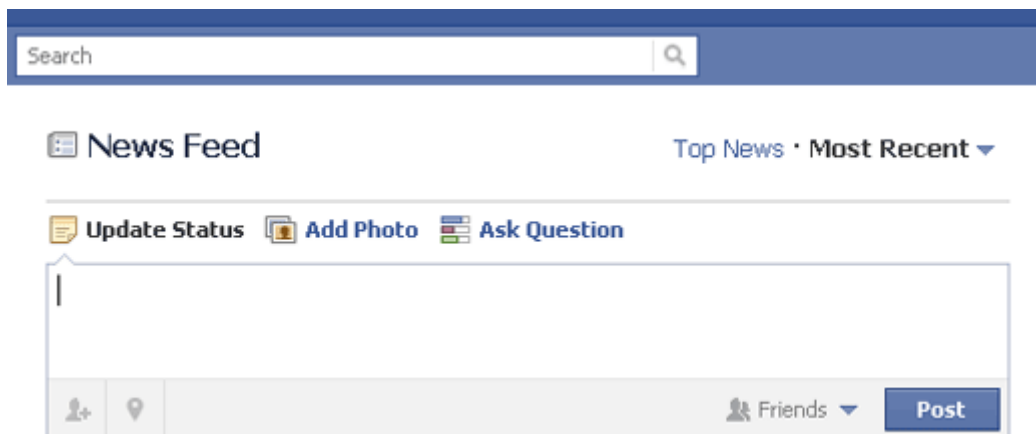 Search
News Feed
Top News · Most Recent
Update Status Add Photo Ask Question
Friends Post